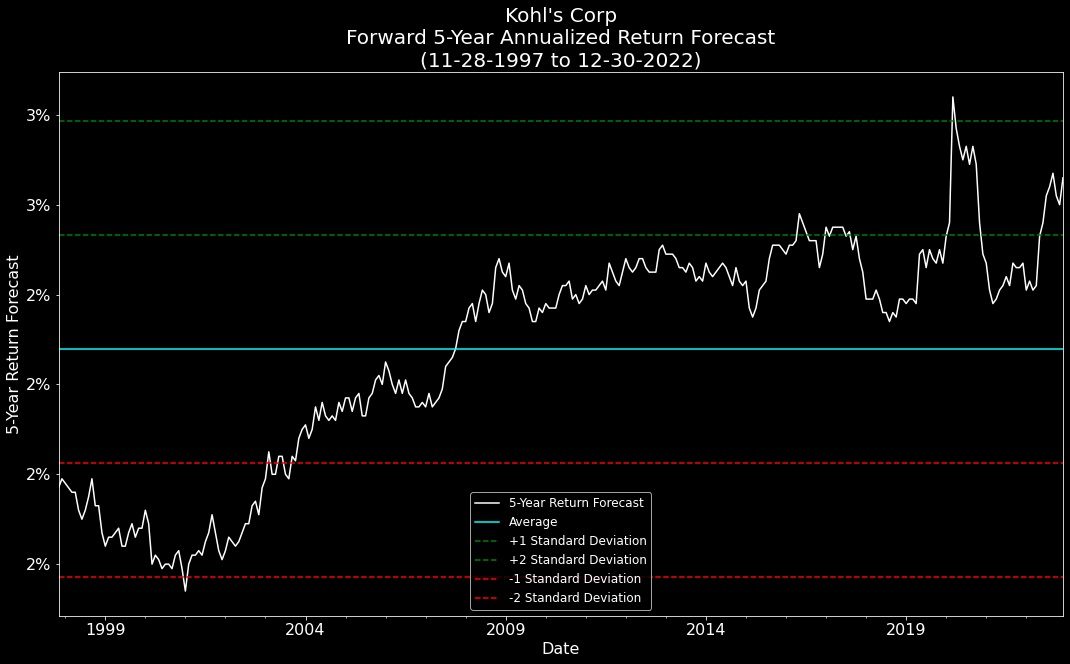 Kohl's Corp
Forward 5-Year Annualized Return Forecast
(11-28-1997 to 12-30-2022)
3%
3%
2%
2%
2%
2%
5-Year Return Forecast
5-Year Return Forecast
Average
+1 Standard Deviation
+2 Standard Deviation
-1 Standard Deviation
-2 Standard Deviation
1999
2004
2009
2014
2019
Date